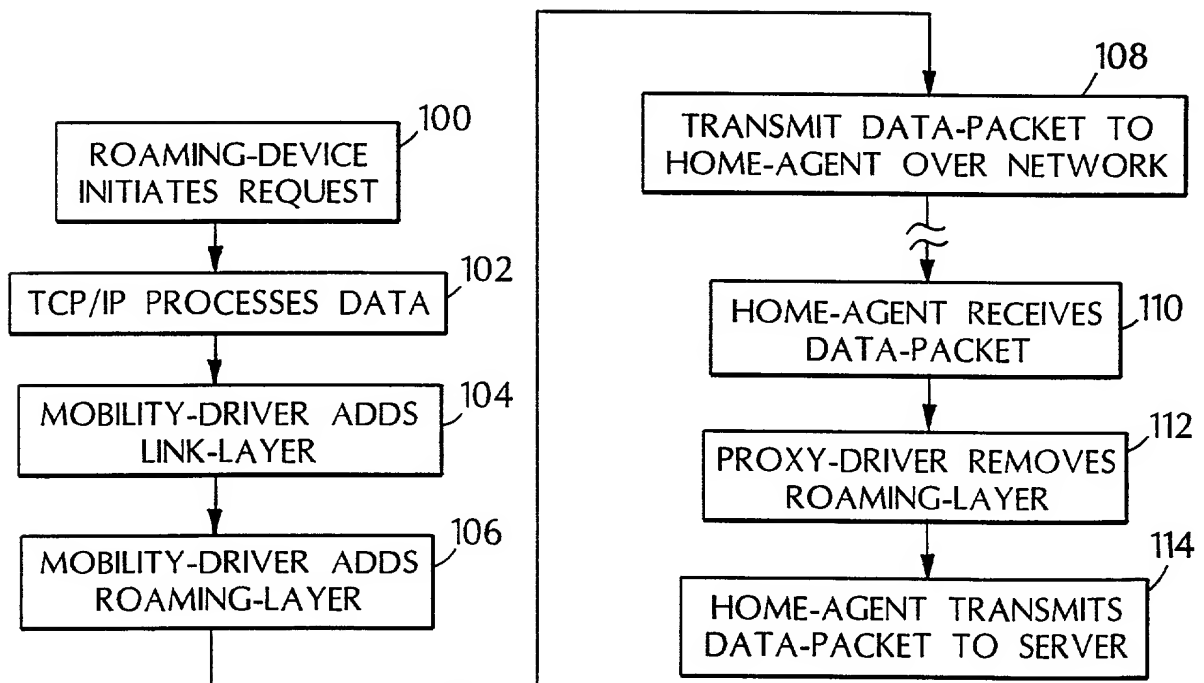 100
ROAMING-DEVICE
INITIATES REQUEST
102
TCP/IP PROCESSES DATA
104
MOBILITY-DRIVER ADDS
LINK-LAYER
106
MOBILITY-DRIVER ADDS
ROAMING-LAYER
108
TRANSMIT DATA-PACKET TO
HOME-AGENT OVER NETWORK
110
HOME-AGENT RECEIVES
DATA-PACKET
112
PROXY-DRIVER REMOVES
ROAMING-LAYER
114
HOME-AGENT TRANSMITS
DATA-PACKET TO SERVER